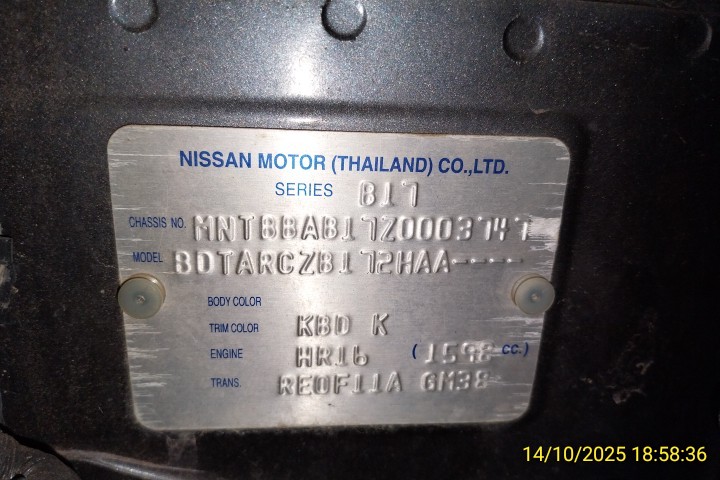 NISSAN MOTOR (THAILAND) CO.,LTD.
SERIES B17
CHASSIS NO. MNTBBAB17Z0003747
MODEL BDTARCZB172HAA-----
BODY COLOR
TRIM COLOR KBD K
ENGINE HR16 (1598 cc.)
TRANS. RE0F11A GM38
14/10/2025 18:58:36